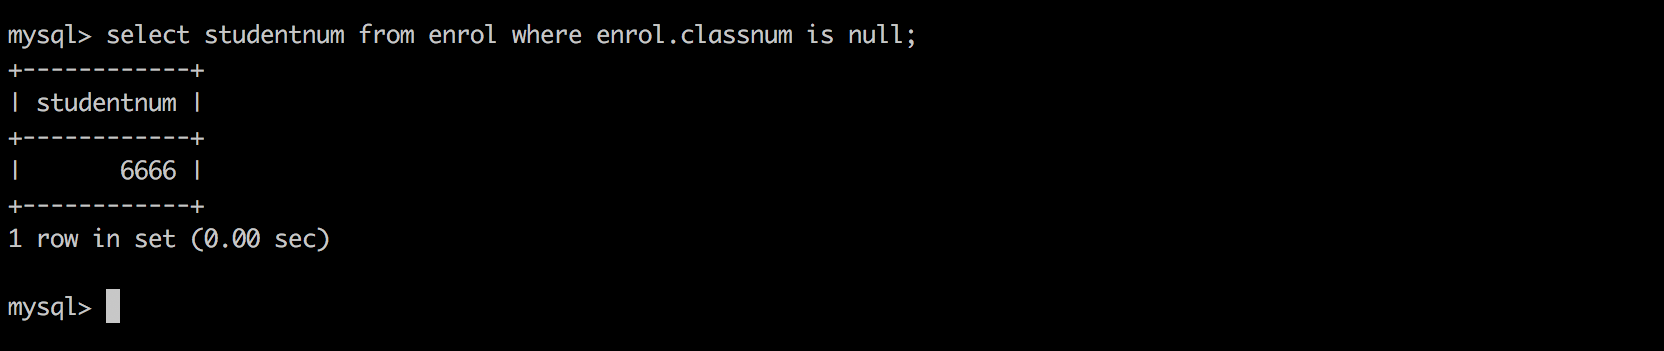 mysql> select studentnum from enrol where enrol.classnum is null;
+------------+
| studentnum |
+------------+
|       6666 |
+------------+
1 row in set (0.00 sec)
mysql>